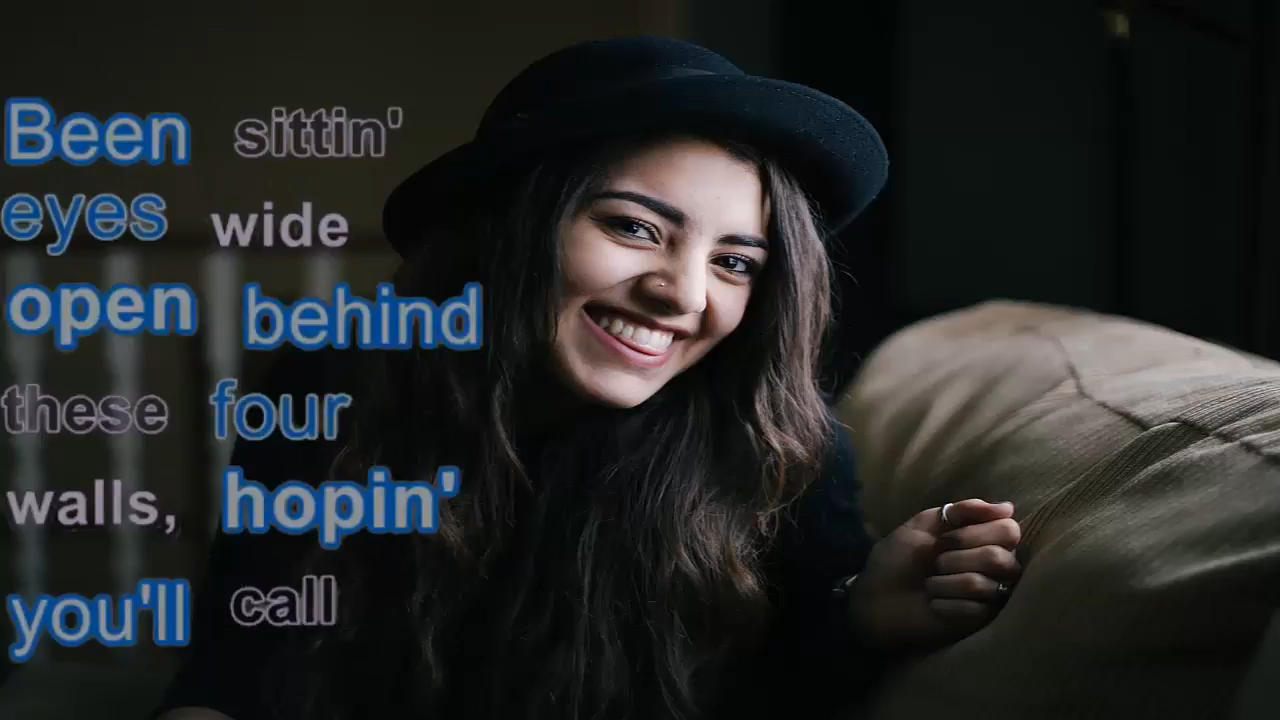 Been sittin'
eyes wide
open behind
these four
walls, hopin'
you'll call